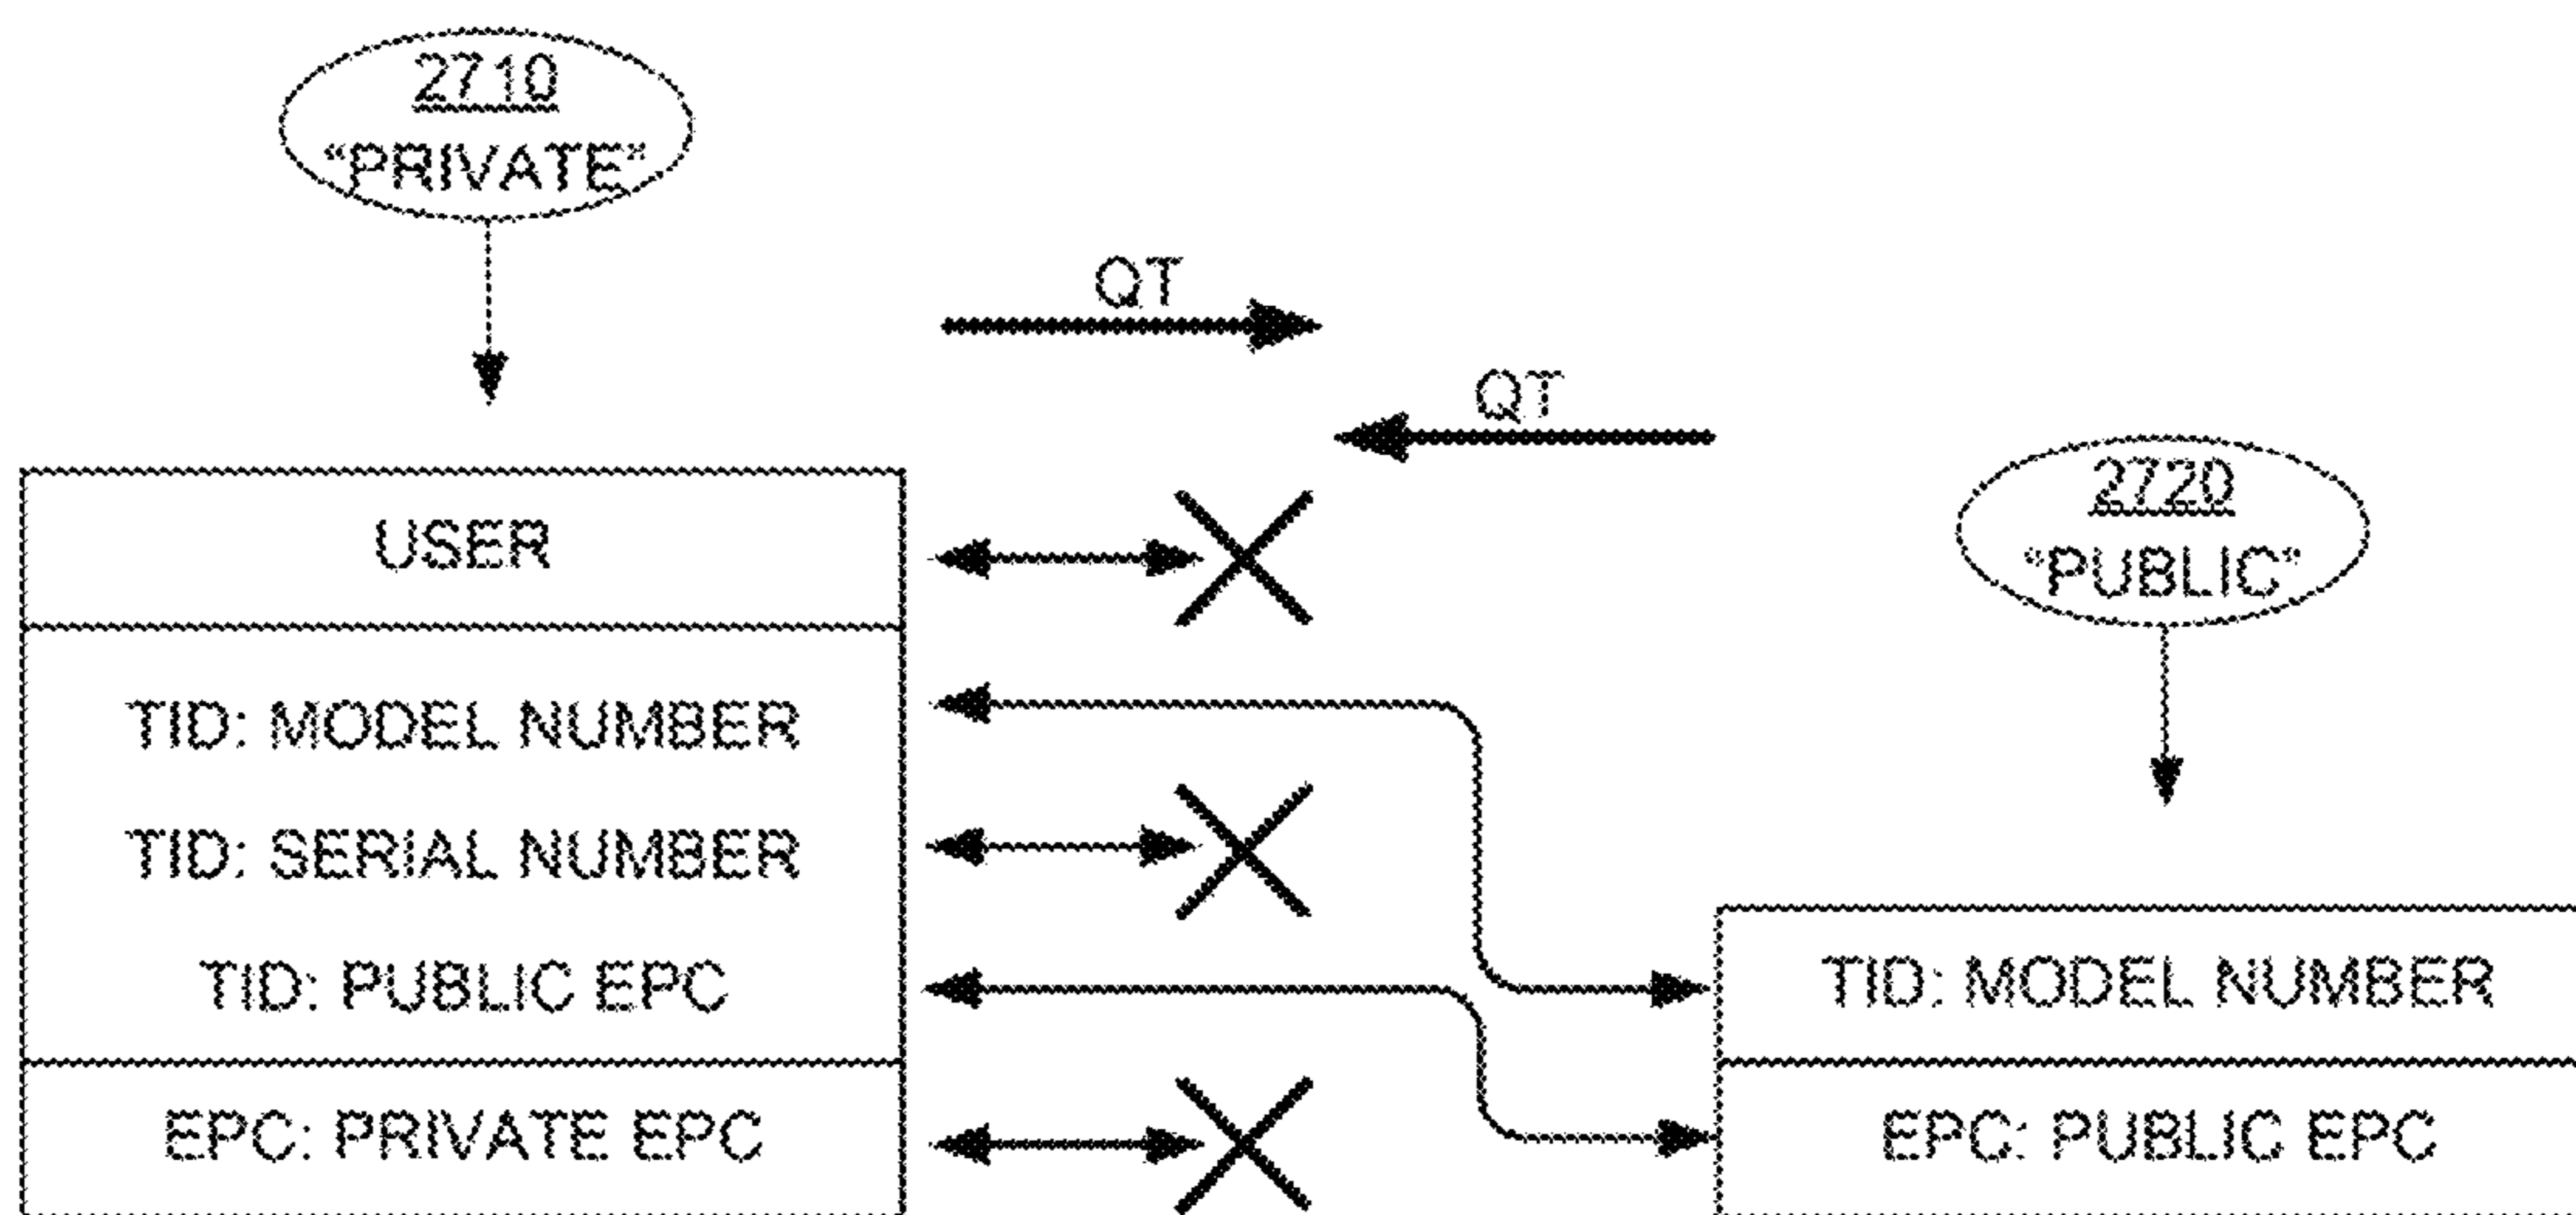 2710
“PRIVATE”
QT
QT
2720
“PUBLIC”
USER
TID: MODEL NUMBER
TID: SERIAL NUMBER
TID: PUBLIC EPC
EPC: PRIVATE EPC
TID: MODEL NUMBER
EPC: PUBLIC EPC